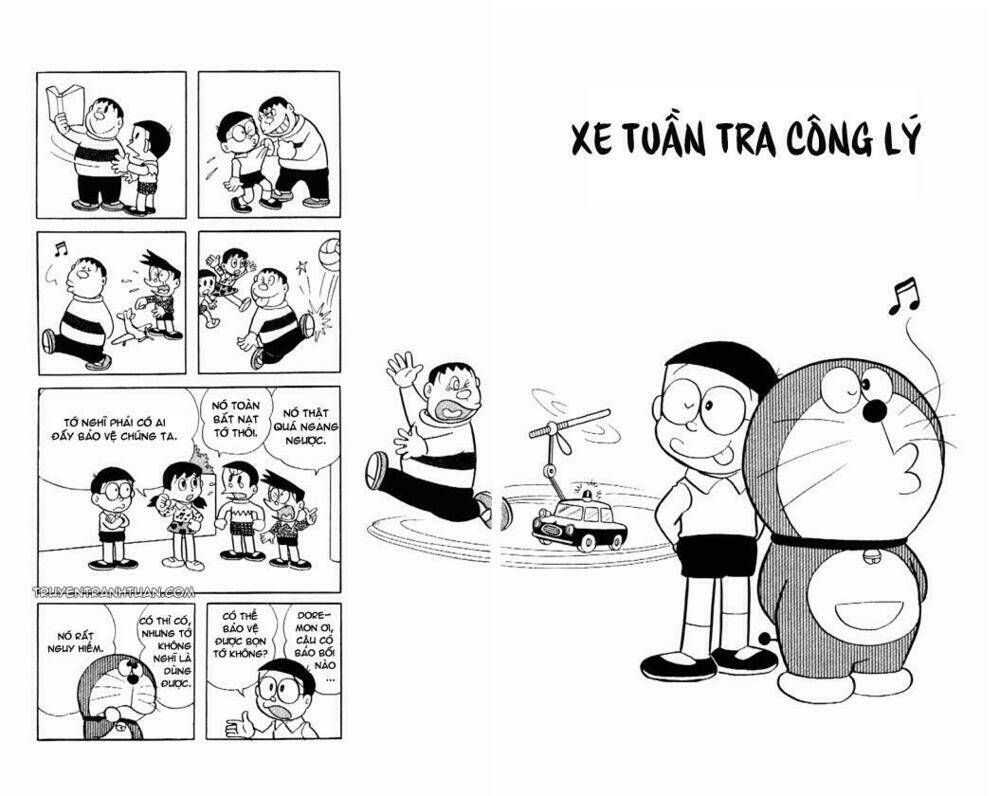 XE TUẦN TRA CÔNG LÝ
NÓ THẬT
QUÁ NGANG
NGƯỢC.
NÓ TOÀN
BẮT NẠT
TỚ THÔI.
TỚ NGHĨ PHẢI CÓ AI
ĐẤY BẢO VỆ CHÚNG TA.
TRUYENTRANHTUAN.COM
DORE-
MON ƠI,
CẬU CÓ
BẢO BỐI
NÀO
...
CÓ THỂ
BẢO VỆ
ĐƯỢC BỌN
TỚ KHÔNG?
CÓ THÌ CÓ,
NHƯNG TỚ
KHÔNG
NGHĨ LÀ
DÙNG
ĐƯỢC.
NÓ RẤT
NGUY HIỂM.